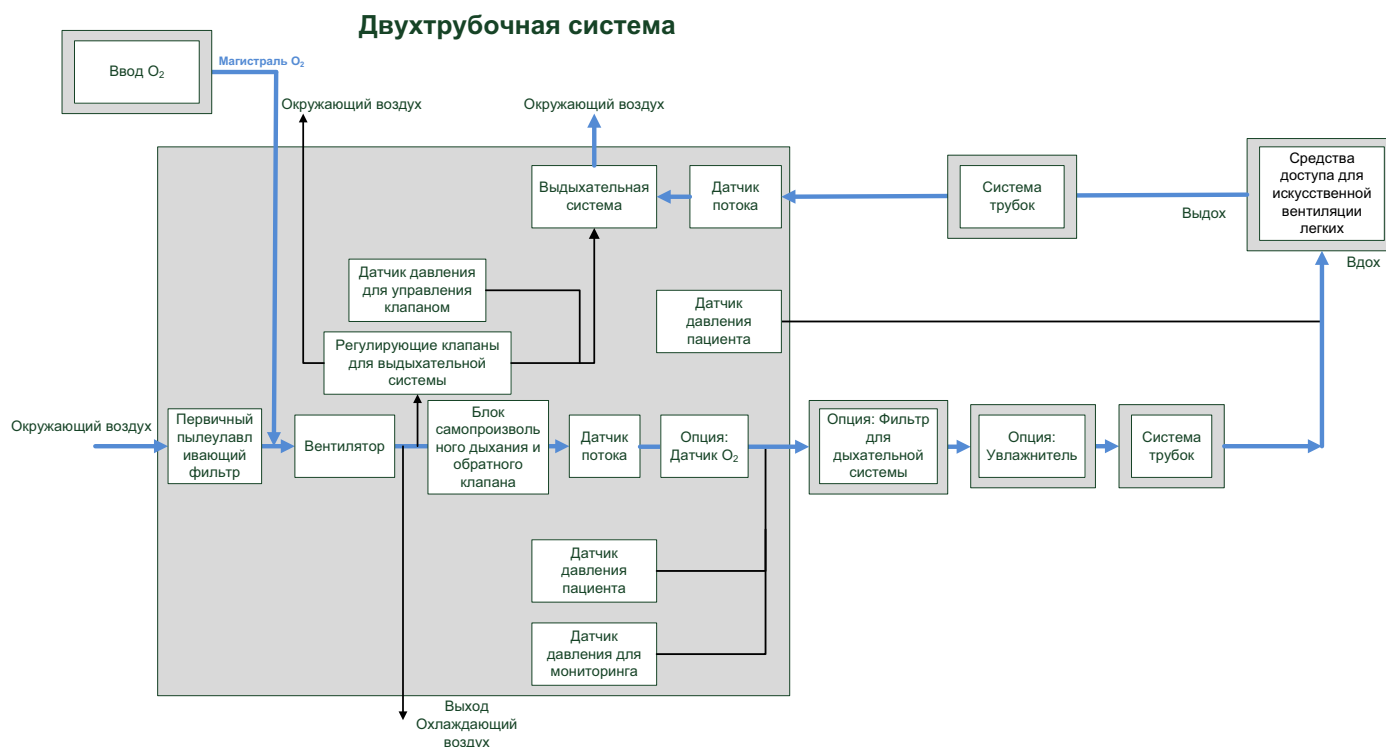 Двухтрубочная система
Ввод O₂
Магистраль O₂
Окружающий воздух
Окружающий воздух
Выдыхательная
система
Датчик
потока
Система
трубок
Выдох
Средства
доступа для
искусственной
вентиляции
легких
Вдох
Датчик давления
для управления
клапаном
Датчик
давления
пациента
Регулирующие клапаны
для выдыхательной
системы
Окружающий воздух
Первичный
пылеулавл
ивающий
фильтр
Вентилятор
Блок
самопроизволь
ного дыхания и
обратного
клапана
Датчик
потока
Опция:
Датчик O₂
Опция: Фильтр
для
дыхательной
системы
Опция:
Увлажнитель
Система
трубок
Датчик
давления
пациента
Датчик
давления для
мониторинга
Выход
Охлаждающий
воздух